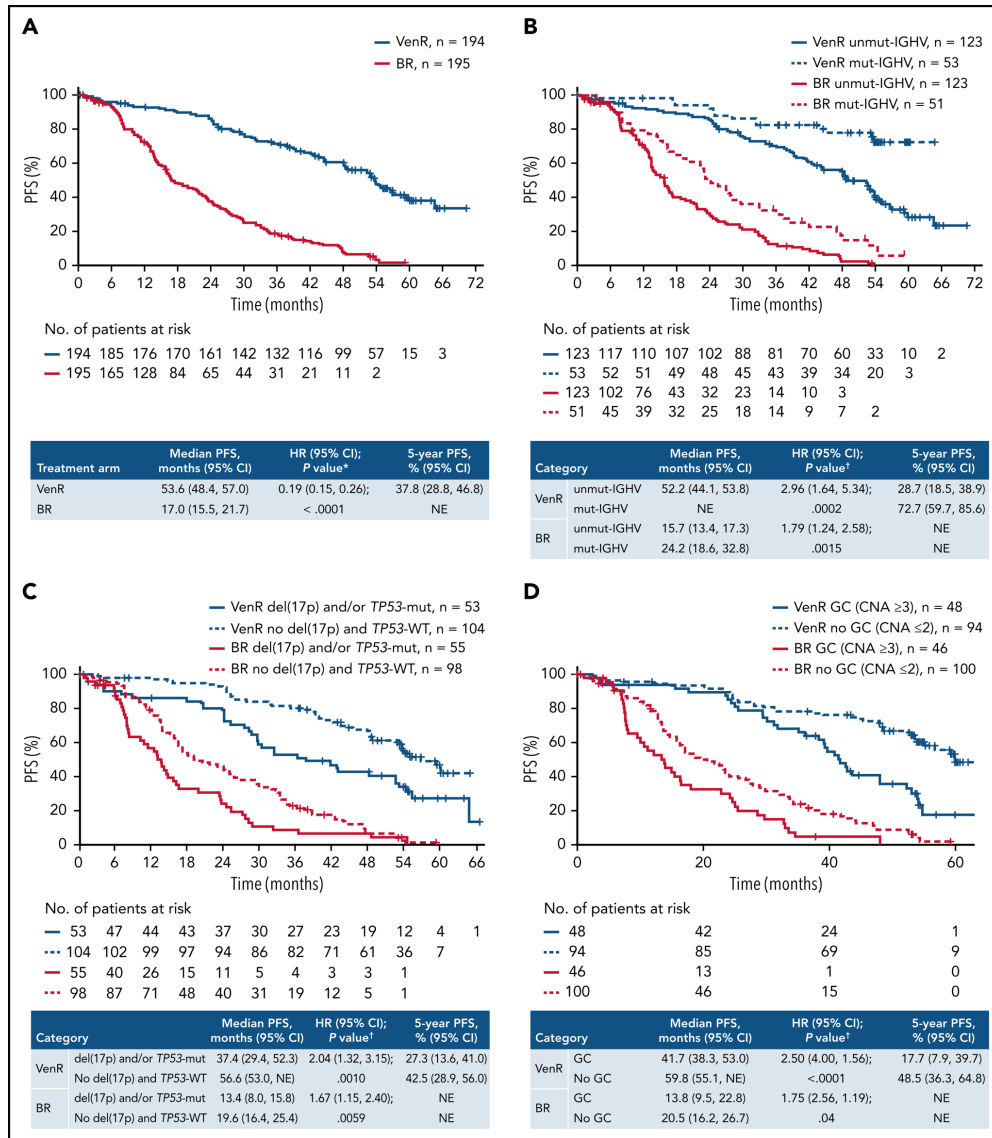 A
VenR, n = 194
BR, n = 195
PFS (%)
100
80
60
40
20
0
0 6 12 18 24 30 36 42 48 54 60 66 72
Time (months)
No. of patients at risk
194 185 176 170 161 142 132 116 99 57 15 3
195 165 128 84 65 44 31 21 11 2
Treatment arm Median PFS, months (95% CI) HR (95% CI); P value* 5-year PFS, % (95% CI)
VenR 53.6 (48.4, 57.0) 0.19 (0.15, 0.26); 37.8 (28.8, 46.8)
BR 17.0 (15.5, 21.7) < .0001 NE
B
VenR unmut-IGHV, n = 123
VenR mut-IGHV, n = 53
BR unmut-IGHV, n = 123
BR mut-IGHV, n = 51
PFS (%)
100
80
60
40
20
0
0 6 12 18 24 30 36 42 48 54 60 66 72
Time (months)
No. of patients at risk
123 117 110 107 102 88 81 70 60 33 10 2
53 52 51 49 48 45 43 39 34 20 3
123 102 76 43 32 23 14 10 3
51 45 39 32 25 18 14 9 7 2
Category Median PFS, months (95% CI) HR (95% CI); P value† 5-year PFS, % (95% CI)
VenR unmut-IGHV 52.2 (44.1, 53.8) 2.96 (1.64, 5.34); 28.7 (18.5, 38.9)
mut-IGHV NE .0002 72.7 (59.7, 85.6)
BR unmut-IGHV 15.7 (13.4, 17.3) 1.79 (1.24, 2.58); NE
mut-IGHV 24.2 (18.6, 32.8) .0015 NE
C
VenR del(17p) and/or TP53-mut, n = 53
VenR no del(17p) and TP53-WT, n = 104
BR del(17p) and/or TP53-mut, n = 55
BR no del(17p) and TP53-WT, n = 98
PFS (%)
100
80
60
40
20
0
0 6 12 18 24 30 36 42 48 54 60 66
Time (months)
No. of patients at risk
53 47 44 43 37 30 27 23 19 12 4 1
104 102 99 97 94 86 82 71 61 36 7
55 40 26 15 11 5 4 3 3 1
98 87 71 48 40 31 19 12 5 1
Category Median PFS, months (95% CI) HR (95% CI); P value† 5-year PFS, % (95% CI)
VenR del(17p) and/or TP53-mut 37.4 (29.4, 52.3) 2.04 (1.32, 3.15); 27.3 (13.6, 41.0)
No del(17p) and TP53-WT 56.6 (53.0, NE) .0010 42.5 (28.9, 56.0)
BR del(17p) and/or TP53-mut 13.4 (8.0, 15.8) 1.67 (1.15, 2.40); NE
No del(17p) and TP53-WT 19.6 (16.4, 25.4) .0059 NE
D
VenR GC (CNA ≥3), n = 48
VenR no GC (CNA ≤2), n = 94
BR GC (CNA ≥3), n = 46
BR no GC (CNA ≤2), n = 100
PFS (%)
100
80
60
40
20
0
0 20 40 60
Time (months)
No. of patients at risk
48 42 24 1
94 85 69 9
46 13 1 0
100 46 15 0
Category Median PFS, months (95% CI) HR (95% CI); P value† 5-year PFS, % (95% CI)
VenR GC 41.7 (38.3, 53.0) 2.50 (4.00, 1.56); 17.7 (7.9, 39.7)
No GC 59.8 (55.1, NE) <.0001 48.5 (36.3, 64.8)
BR GC 13.8 (9.5, 22.8) 1.75 (2.56, 1.19); NE
No GC 20.5 (16.2, 26.7) .04 NE